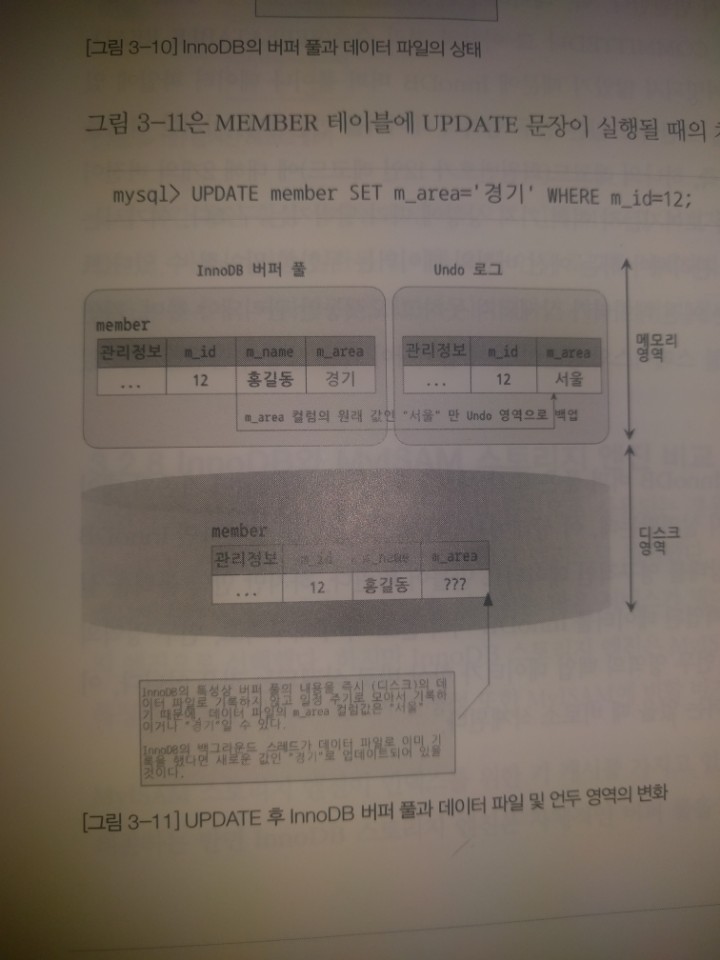 [그림 3-10] InnoDB의 버퍼 풀과 데이터 파일의 상태
그림 3-11은 MEMBER 테이블에 UPDATE 문장이 실행될 때의
mysql> UPDATE member SET m_area='경기' WHERE m_id=12;
InnoDB 버퍼 풀
Undo 로그
member
관리정보 m_id m_name m_area
... 12 홍길동 경기
관리정보 m_id m_area
... 12 서울
m_area 컬럼의 원래 값인 "서울" 만 Undo 영역으로 백업
메모리
영역
member
관리정보 m_id m_name m_area
... 12 홍길동 ???
디스크
영역
InnoDB의 특성상 버퍼 풀의 내용을 즉시 (디스크)의 데
이터 파일로 기록하지 않고 일정 주기로 모아서 기록하
기 때문에, 데이터 파일의 m_area 컬럼값은 "서울"
이거나 "경기"일 수 있다.
InnoDB의 백그라운드 스레드가 데이터 파일로 이미 기
록을 했다면 새로운 값인 "경기"로 업데이트되어 있을
것이다.
[그림 3-11] UPDATE 후 InnoDB 버퍼 풀과 데이터 파일 및 언두 영역의 변화